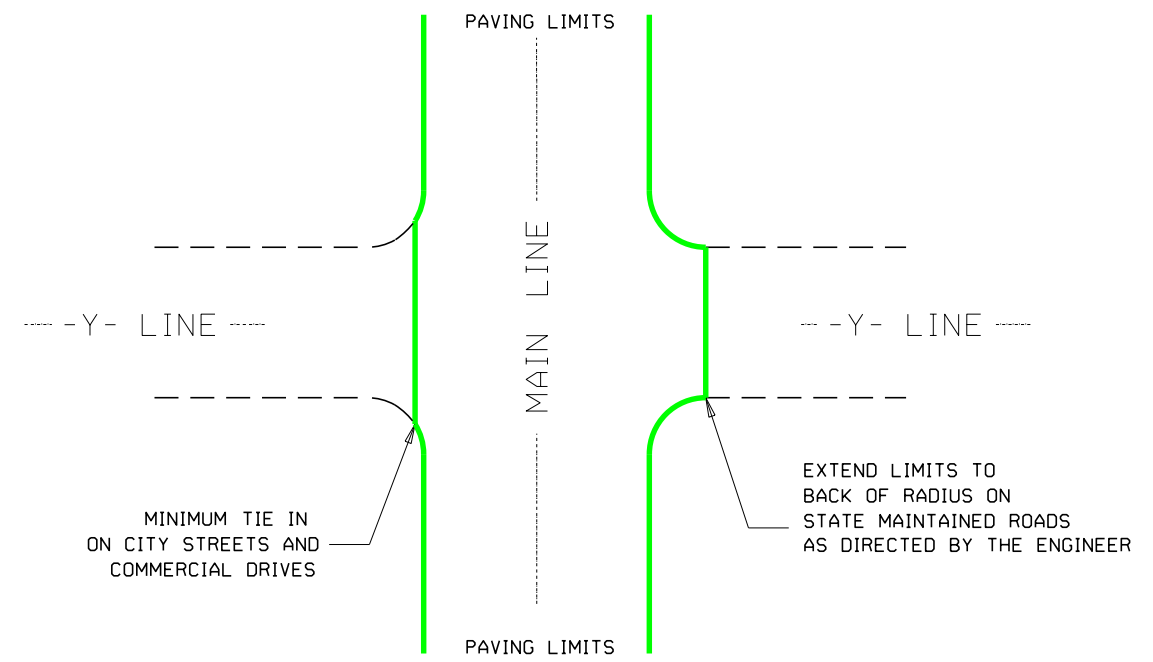 PAVING LIMITS
MAIN LINE
-Y- LINE
-Y- LINE
EXTEND LIMITS TO
BACK OF RADIUS ON
STATE MAINTAINED ROADS
AS DIRECTED BY THE ENGINEER
MINIMUM TIE IN
ON CITY STREETS AND
COMMERCIAL DRIVES
PAVING LIMITS